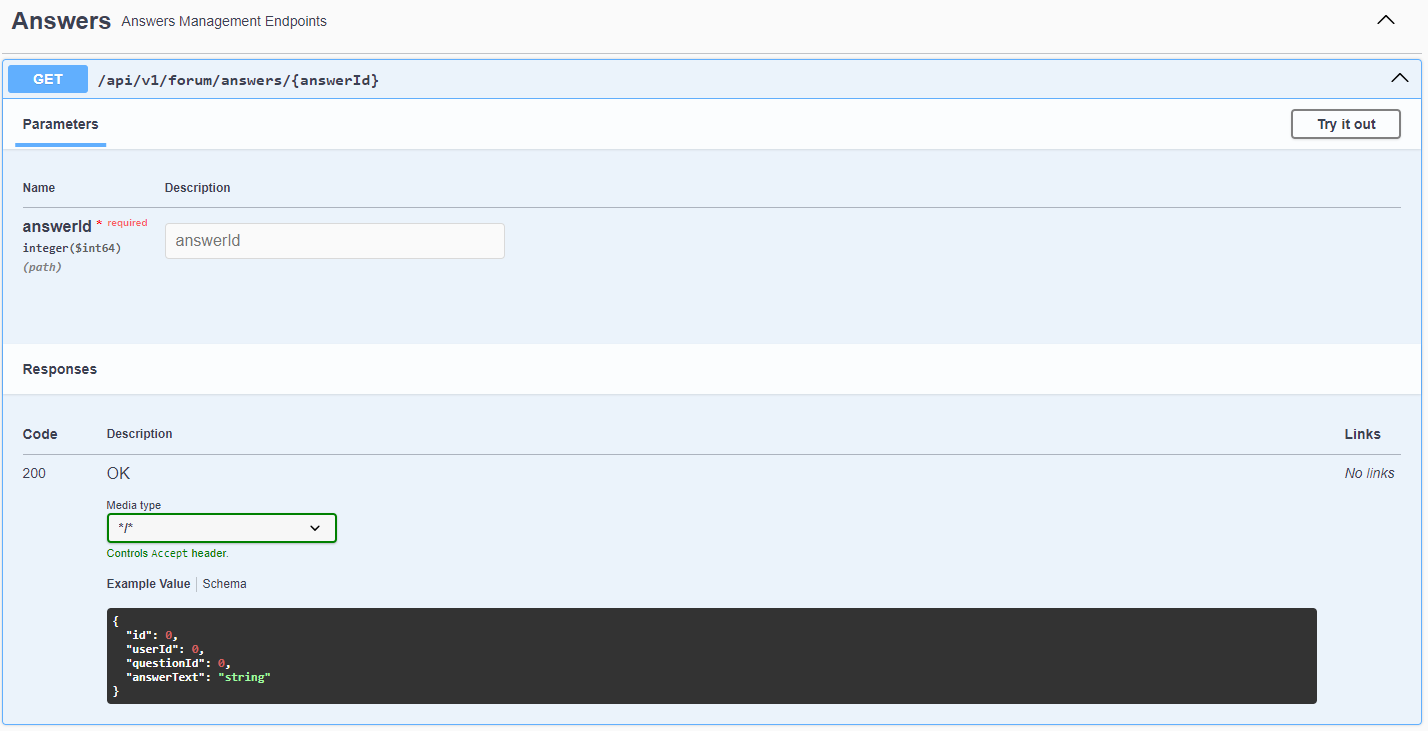 Answers Answers Management Endpoints
GET /api/v1/forum/answers/{answerId}
Parameters Try it out
Name Description
answerId * required answerId
integer($int64)
(path)
Responses
Code Description Links
200 OK No links
Media type
*/*
Controls Accept header.
Example Value Schema
{
"id": 0,
"userId": 0,
"questionId": 0,
"answerText": "string"
}